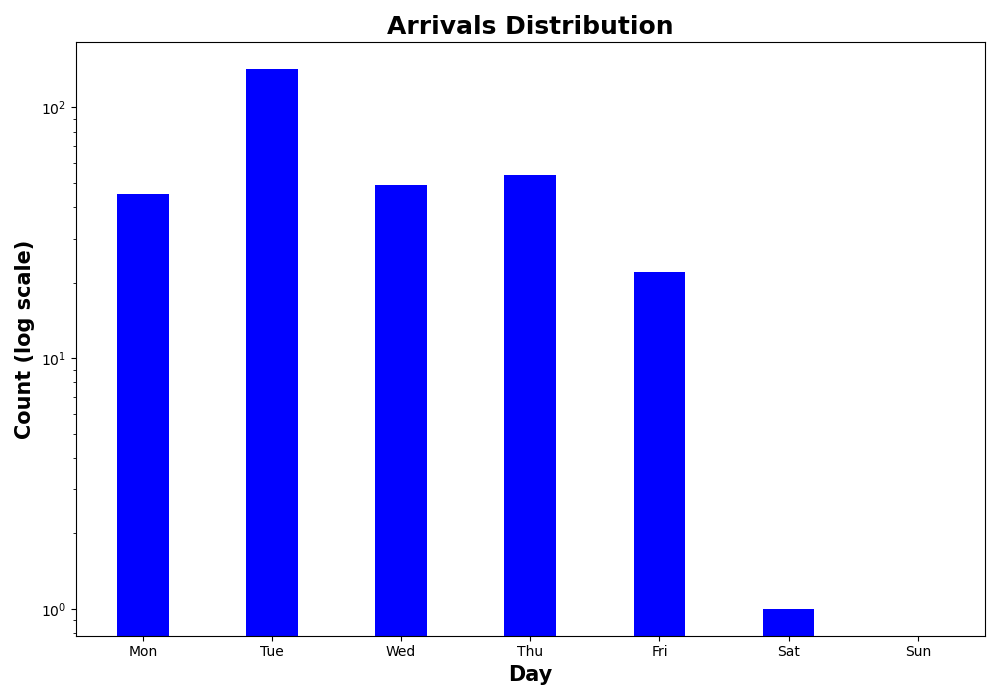 Arrivals Distribution
Count (log scale)
10²
10¹
10⁰
Mon Tue Wed Thu Fri Sat Sun
Day